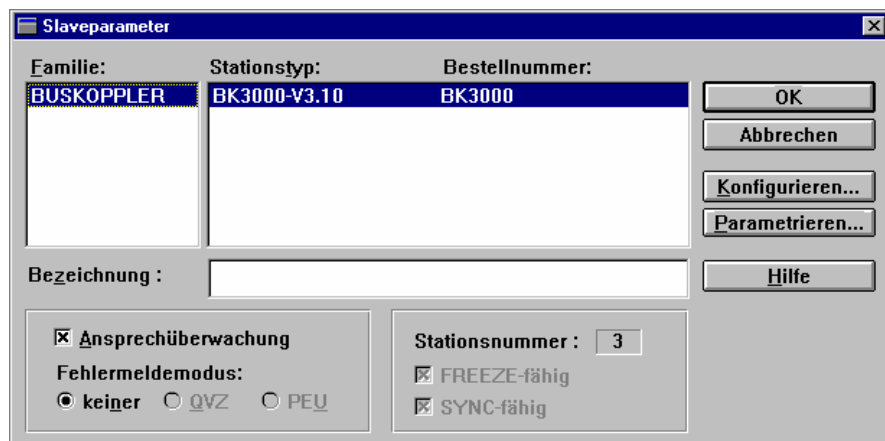 Slaveparameter
Familie: Stationstyp: Bestellnummer:
BUSKOPPLER BK3000-V3.10 BK3000
OK
Abbrechen
Konfigurieren...
Parametrieren...
Bezeichnung :
Hilfe
Ansprechüberwachung
Fehlermeldemodus:
keiner QVZ PEU
Stationsnummer : 3
FREEZE-fähig
SYNC-fähig